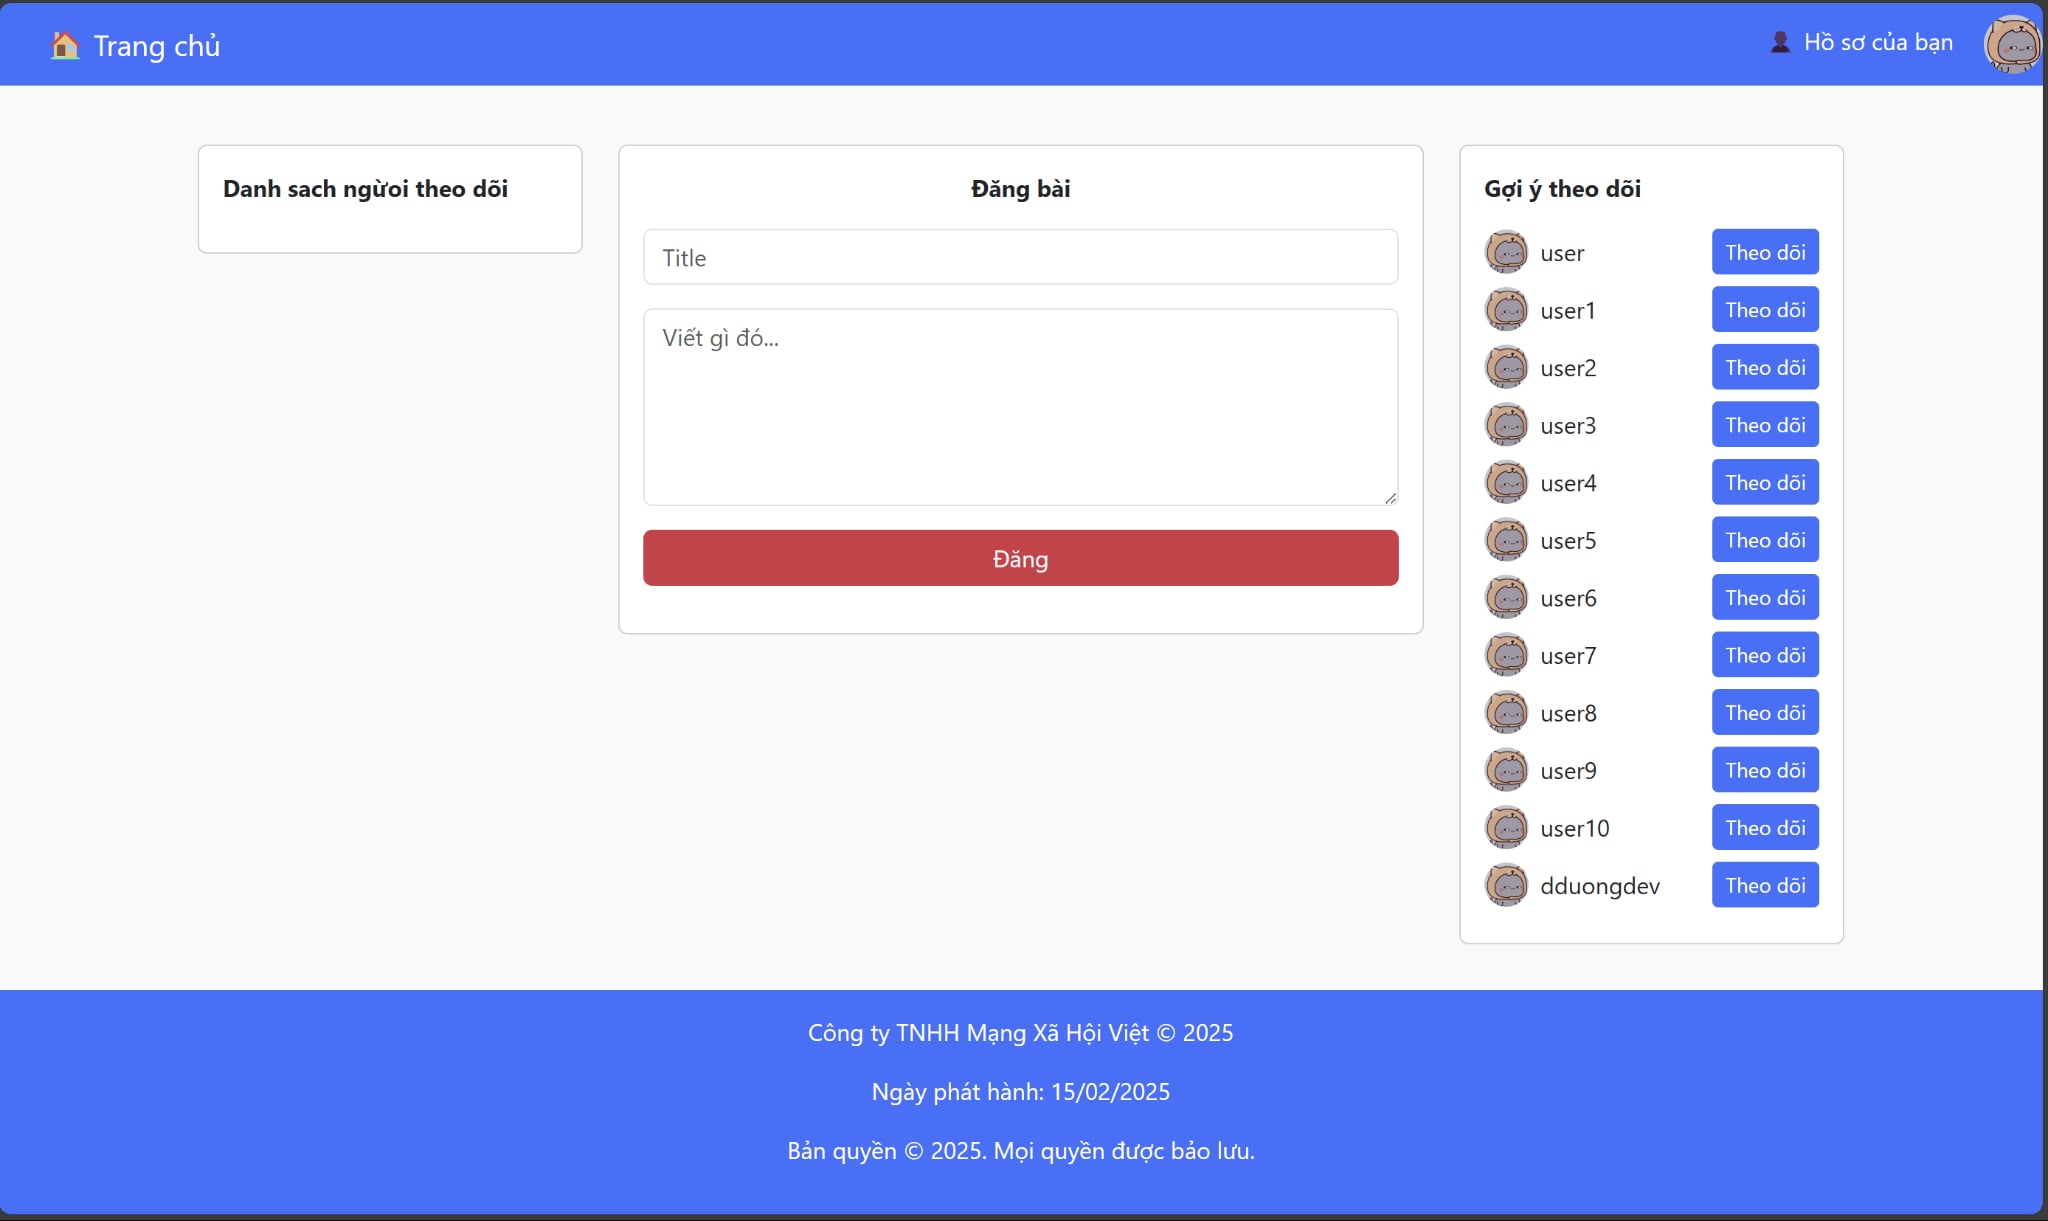 Trang chủ
Hồ sơ của bạn
Danh sach ngừoi theo dõi
Đăng bài
Title
Viết gì đó...
Đăng
Gợi ý theo dõi
user Theo dõi
user1 Theo dõi
user2 Theo dõi
user3 Theo dõi
user4 Theo dõi
user5 Theo dõi
user6 Theo dõi
user7 Theo dõi
user8 Theo dõi
user9 Theo dõi
user10 Theo dõi
dduongdev Theo dõi
Công ty TNHH Mạng Xã Hội Việt © 2025
Ngày phát hành: 15/02/2025
Bản quyền © 2025. Mọi quyền được bảo lưu.